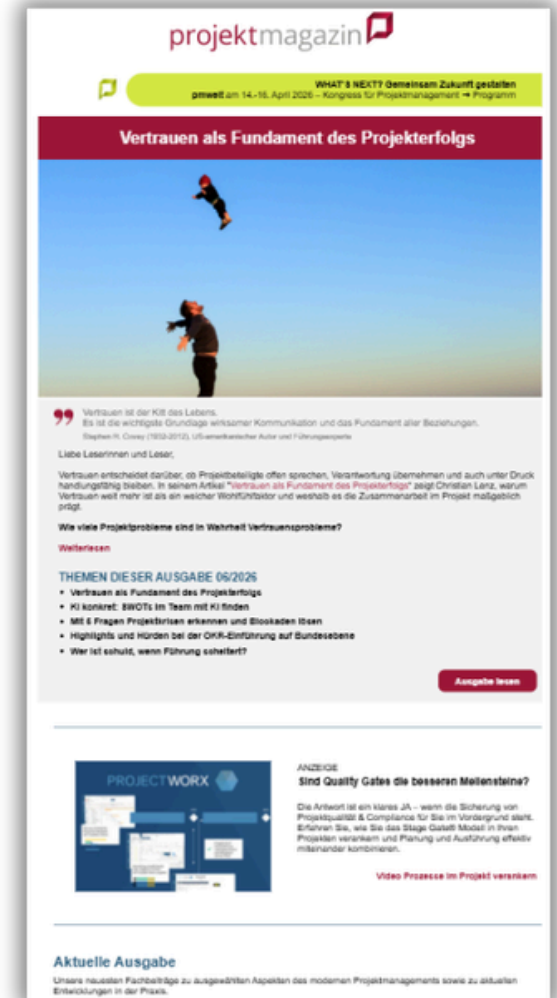 projektmagazin
WHAT'S NEXT? Gemeinsam Zukunft gestalten
pmwelt am 14.-16. April 2026 – Kongress für Projektmanagement ➞ Programm
Vertrauen als Fundament des Projekterfolgs
Vertrauen ist der Kitt des Lebens.
Es ist die wichtigste Grundlage wirksamer Kommunikation und das Fundament aller Beziehungen.
Stephen R. Covey (1932-2012), US-amerikanischer Autor und Führungsexperte
Liebe Leserinnen und Leser,
Vertrauen entscheidet darüber, ob Projektbeteiligte offen sprechen, Verantwortung übernehmen und auch unter Druck
handlungsfähig bleiben. In seinem Artikel "Vertrauen als Fundament des Projekterfolgs" zeigt Christian Lenz, warum
Vertrauen weit mehr ist als ein weicher Wohlfühlfaktor und weshalb es die Zusammenarbeit im Projekt maßgeblich
prägt.
Wie viele Projektprobleme sind in Wahrheit Vertrauensprobleme?
Weiterlesen
THEMEN DIESER AUSGABE 06/2026
• Vertrauen als Fundament des Projekterfolgs
• KI konkret: SWOTs im Team mit KI finden
• Mit 5 Fragen Projektkrisen erkennen und Blockaden lösen
• Highlights und Hürden bei der OKR-Einführung auf Bundesebene
• Wer ist schuld, wenn Führung scheitert?
Ausgabe lesen
PROJECTWORX
ANZEIGE
Sind Quality Gates die besseren Meilensteine?
Die Antwort ist ein klares JA – wenn die Sicherung von
Projektqualität & Compliance für Sie im Vordergrund steht.
Erfahren Sie, wie Sie das Stage Gate® Modell in Ihren
Projekten verankern und Planung und Ausführung effektiv
miteinander kombinieren.
Video Prozesse im Projekt verankern
Aktuelle Ausgabe
Unsere neuesten Fachbeiträge zu ausgewählten Aspekten des modernen Projektmanagements sowie zu aktuellen
Entwicklungen in der Praxis.